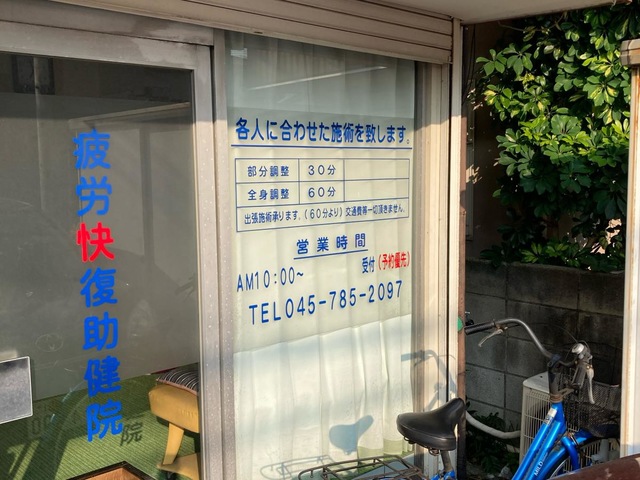 疲労快復助健院
各人に合わせた施術を致します。
部分調整 30分
全身調整 60分
出張施術承ります。(60分より)交通費等一切頂きません。
営業時間
AM10:00~ 受付(予約優先)
TEL045-785-2097